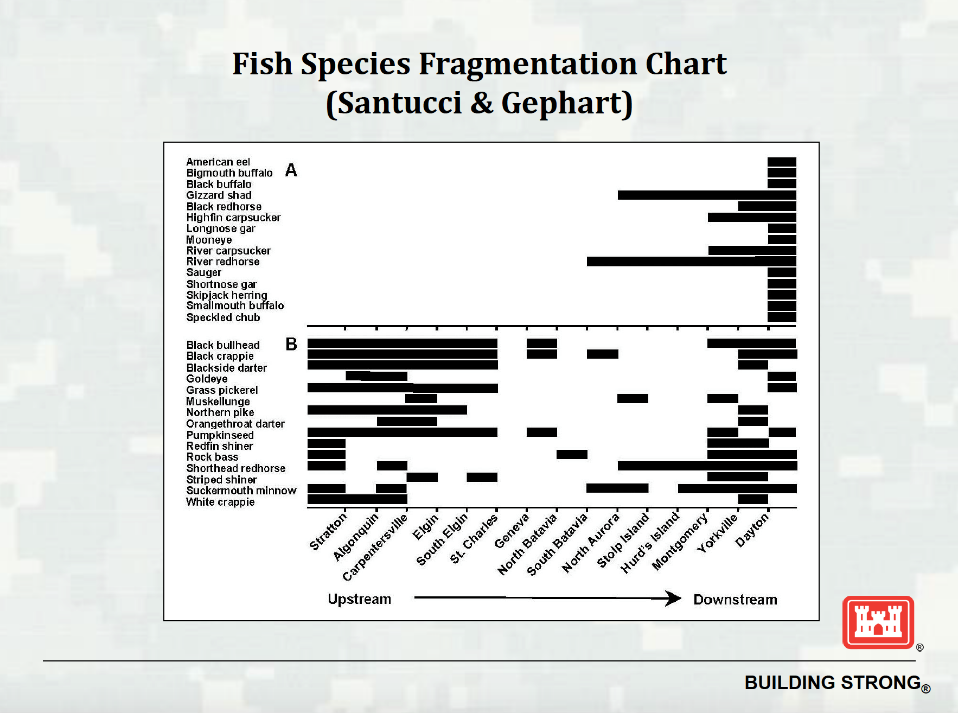 Fish Species Fragmentation Chart
(Santucci & Gephart)
American eel
Bigmouth buffalo
A
Black buffalo
Gizzard shad
Black redhorse
Highfin carpsucker
Longnose gar
Mooneye
River carpsucker
River redhorse
Sauger
Shortnose gar
Skipjack herring
Smallmouth buffalo
Speckled chub
Black bullhead
B
Black crappie
Blackside darter
Goldeye
Grass pickerel
Muskellunge
Northern pike
Orangethroat darter
Pumpkinseed
Redfin shiner
Rock bass
Shorthead redhorse
Striped shiner
Suckermouth minnow
White crappie
Stratton
Algonquin
Carpentersville
Elgin
South Elgin
St. Charles
Geneva
North Batavia
South Batavia
North Aurora
Stolp Island
Hurd's Island
Montgomery
Yorkville
Dayton
Upstream
Downstream
®
BUILDING STRONG®